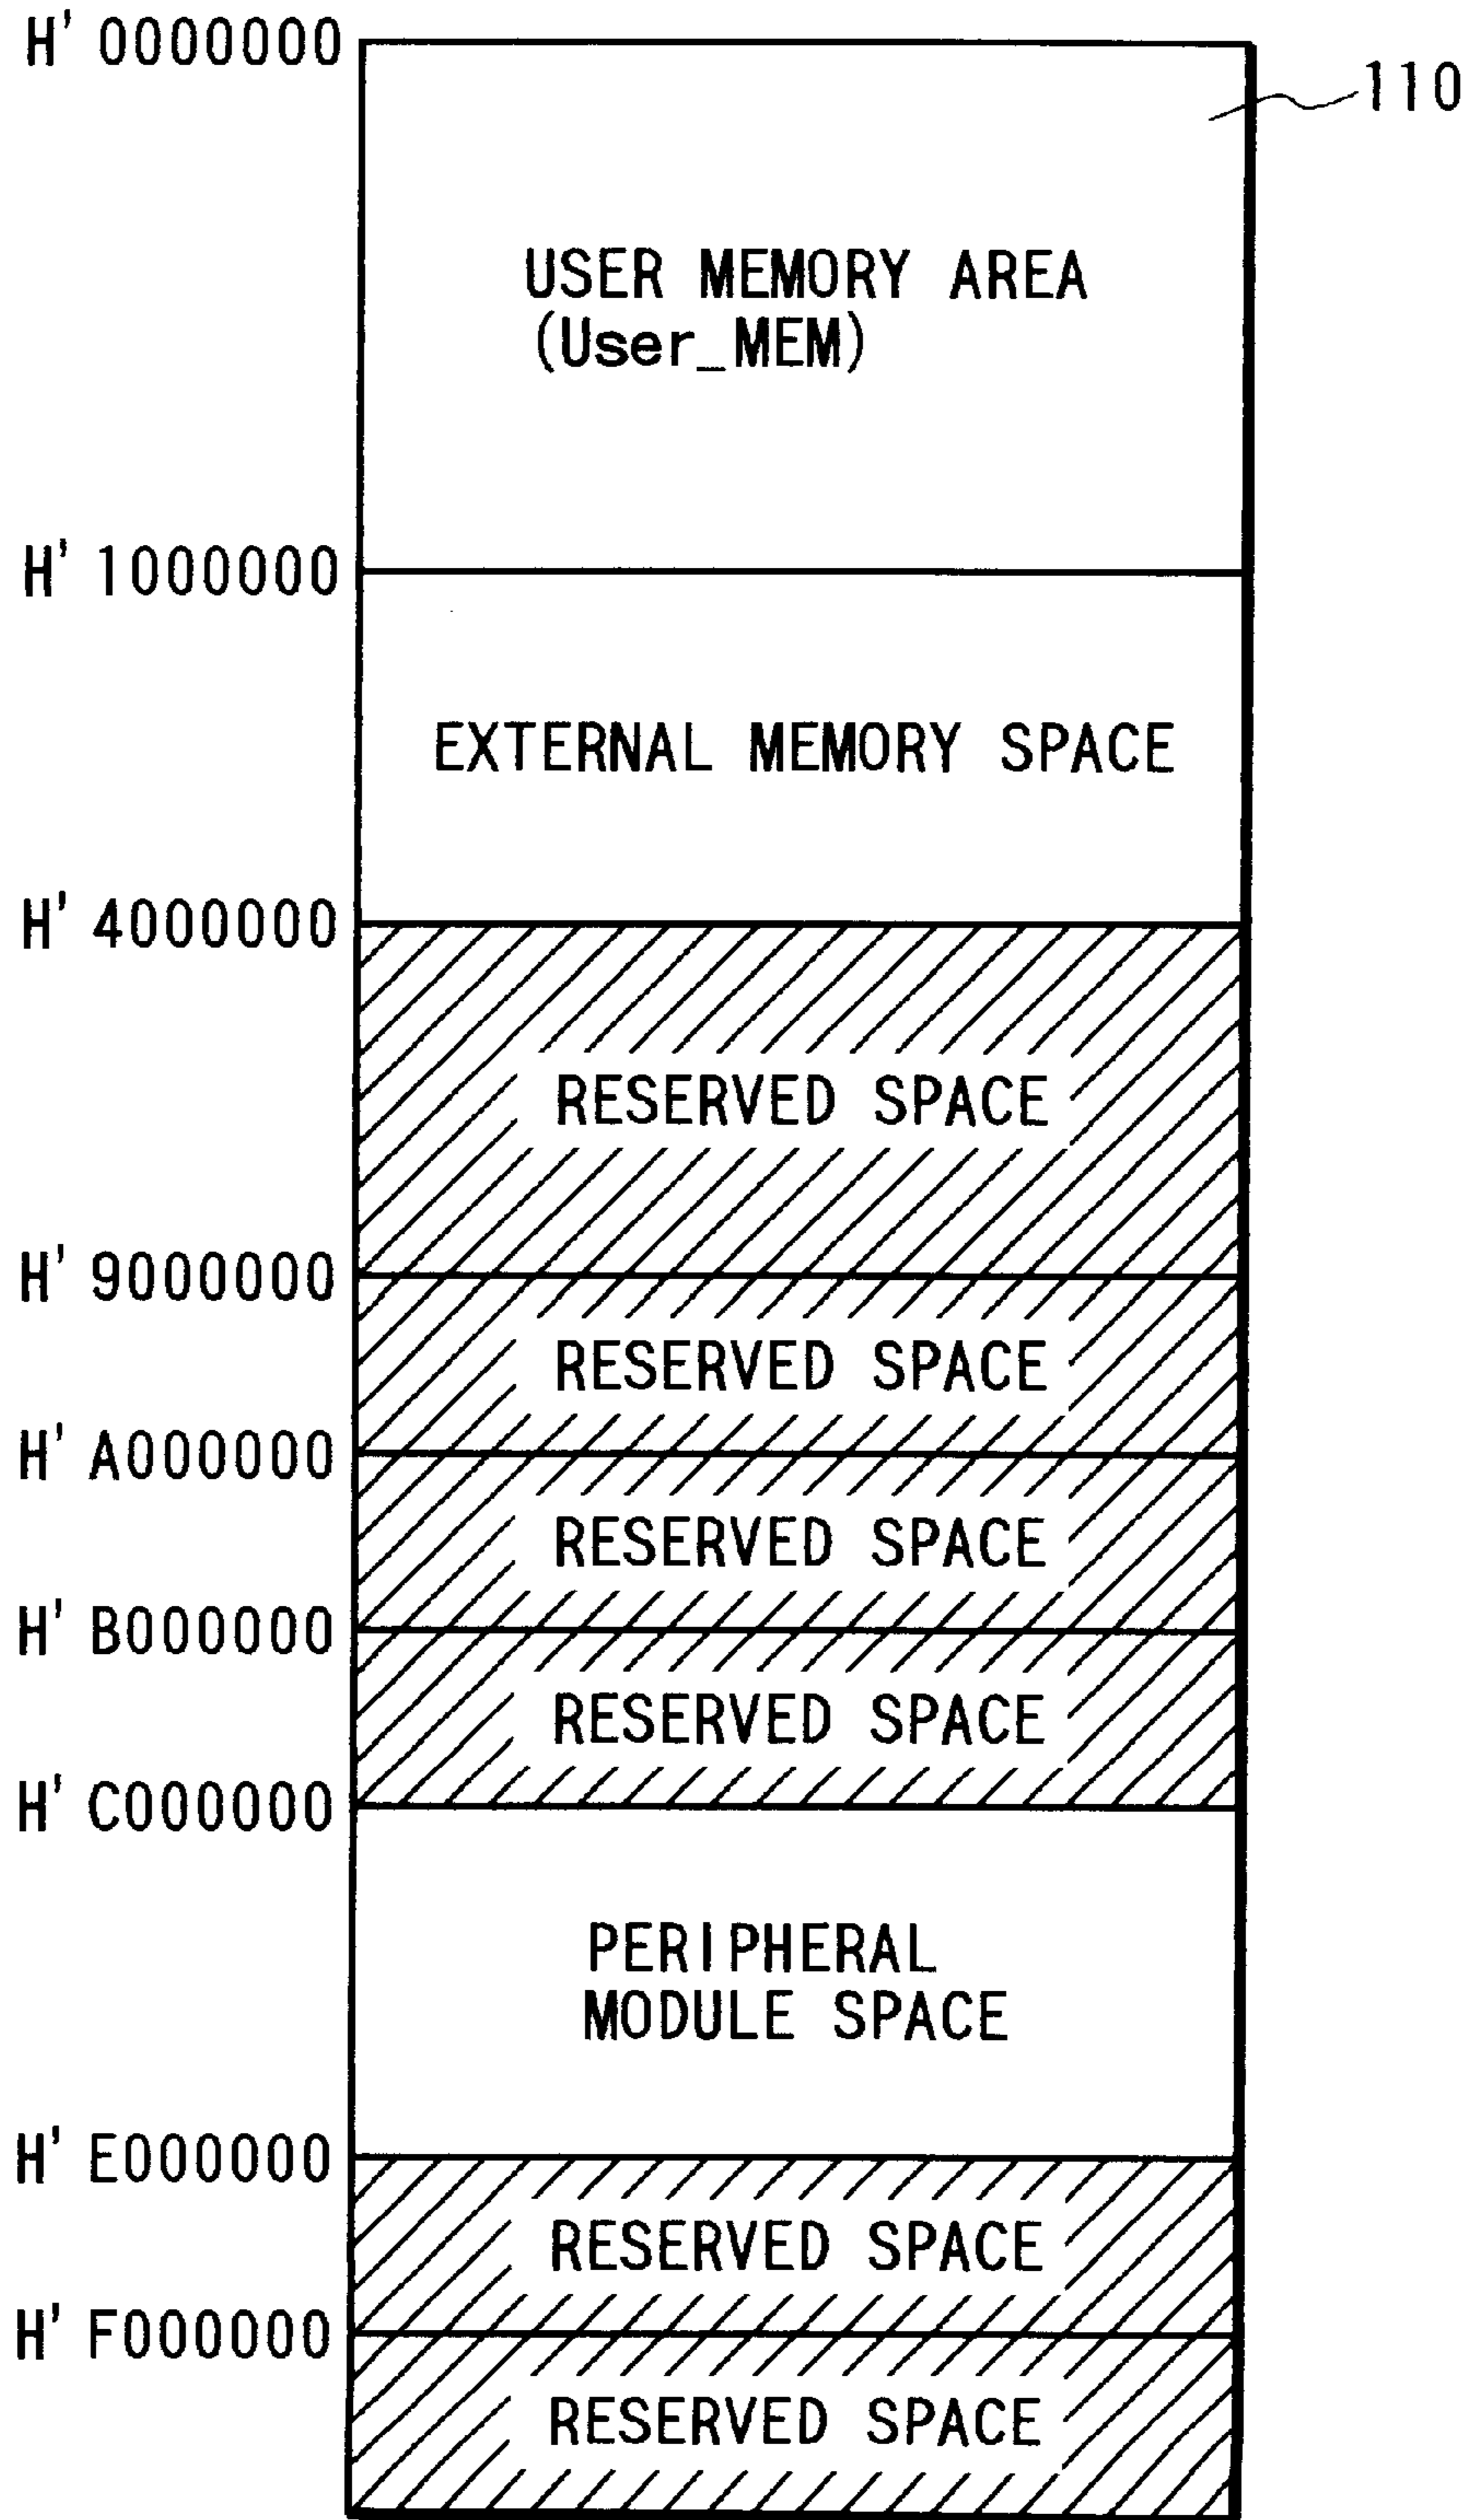 H' 0000000
110
USER MEMORY AREA
(User_MEM)
H' 1000000
EXTERNAL MEMORY SPACE
H' 4000000
RESERVED SPACE
H' 9000000
RESERVED SPACE
H' A000000
RESERVED SPACE
H' B000000
RESERVED SPACE
H' C000000
PERIPHERAL
MODULE SPACE
H' E000000
RESERVED SPACE
H' F000000
RESERVED SPACE